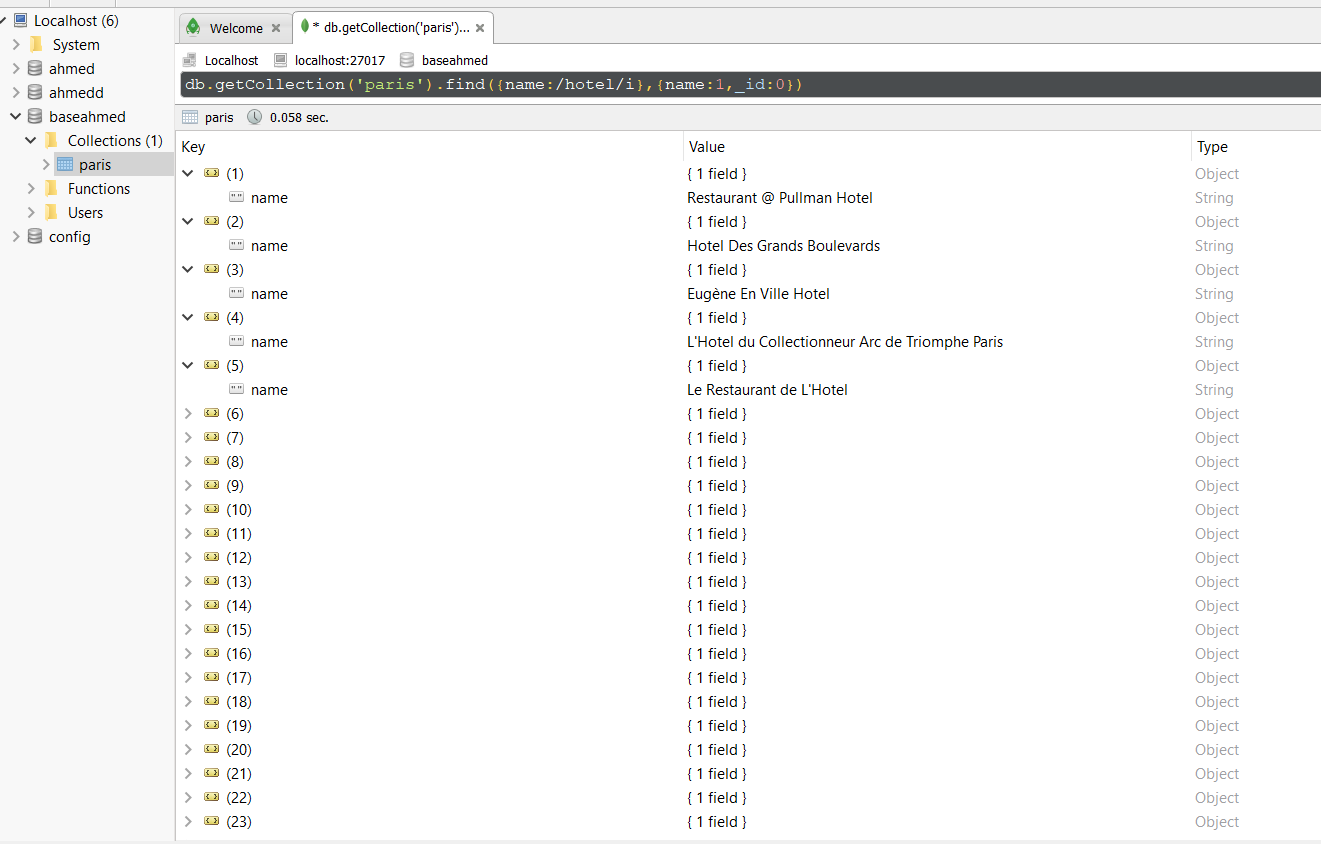 Localhost (6)
System
ahmed
ahmedd
baseahmed
Collections (1)
paris
Functions
Users
config
Welcome
* db.getCollection('paris')...
Localhost localhost:27017 baseahmed
db.getCollection('paris').find({name:/hotel/i},{name:1,_id:0})
paris 0.058 sec.
Key Value Type
(1) { 1 field } Object
name Restaurant @ Pullman Hotel String
(2) { 1 field } Object
name Hotel Des Grands Boulevards String
(3) { 1 field } Object
name Eugène En Ville Hotel String
(4) { 1 field } Object
name L'Hotel du Collectionneur Arc de Triomphe Paris String
(5) { 1 field } Object
name Le Restaurant de L'Hotel String
(6) { 1 field } Object
(7) { 1 field } Object
(8) { 1 field } Object
(9) { 1 field } Object
(10) { 1 field } Object
(11) { 1 field } Object
(12) { 1 field } Object
(13) { 1 field } Object
(14) { 1 field } Object
(15) { 1 field } Object
(16) { 1 field } Object
(17) { 1 field } Object
(18) { 1 field } Object
(19) { 1 field } Object
(20) { 1 field } Object
(21) { 1 field } Object
(22) { 1 field } Object
(23) { 1 field } Object